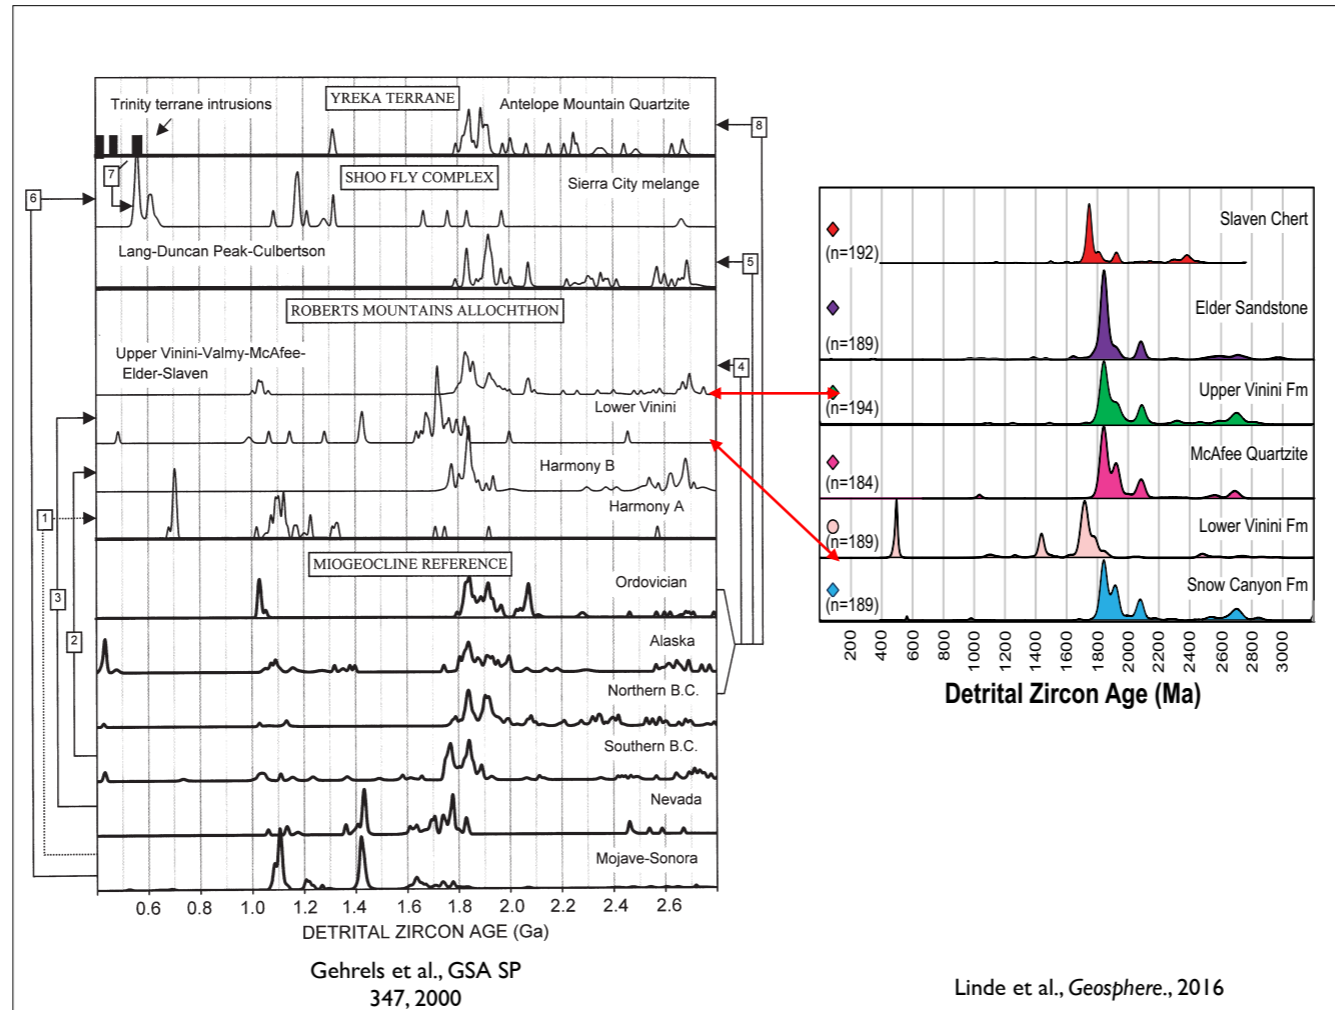 Trinity terrane intrusions
YREKA TERRANE
Antelope Mountain Quartzite
8
7
6
SHOO FLY COMPLEX
Sierra City melange
Lang-Duncan Peak-Culbertson
5
ROBERTS MOUNTAINS ALLOCHTHON
Upper Vinini-Valmy-McAfee-
Elder-Slaven
4
Lower Vinini
Harmony B
Harmony A
1
MIOGEOCLINE REFERENCE
Ordovician
3
2
Alaska
Northern B.C.
Southern B.C.
Nevada
Mojave-Sonora
0.6 0.8 1.0 1.2 1.4 1.6 1.8 2.0 2.2 2.4 2.6
DETRITAL ZIRCON AGE (Ga)
Gehrels et al., GSA SP
347, 2000
Slaven Chert
(n=192)
Elder Sandstone
(n=189)
Upper Vinini Fm
(n=194)
McAfee Quartzite
(n=184)
Lower Vinini Fm
(n=189)
Snow Canyon Fm
(n=189)
200 400 600 800 1000 1200 1400 1600 1800 2000 2200 2400 2600 2800 3000
Detrital Zircon Age (Ma)
Linde et al., Geosphere., 2016